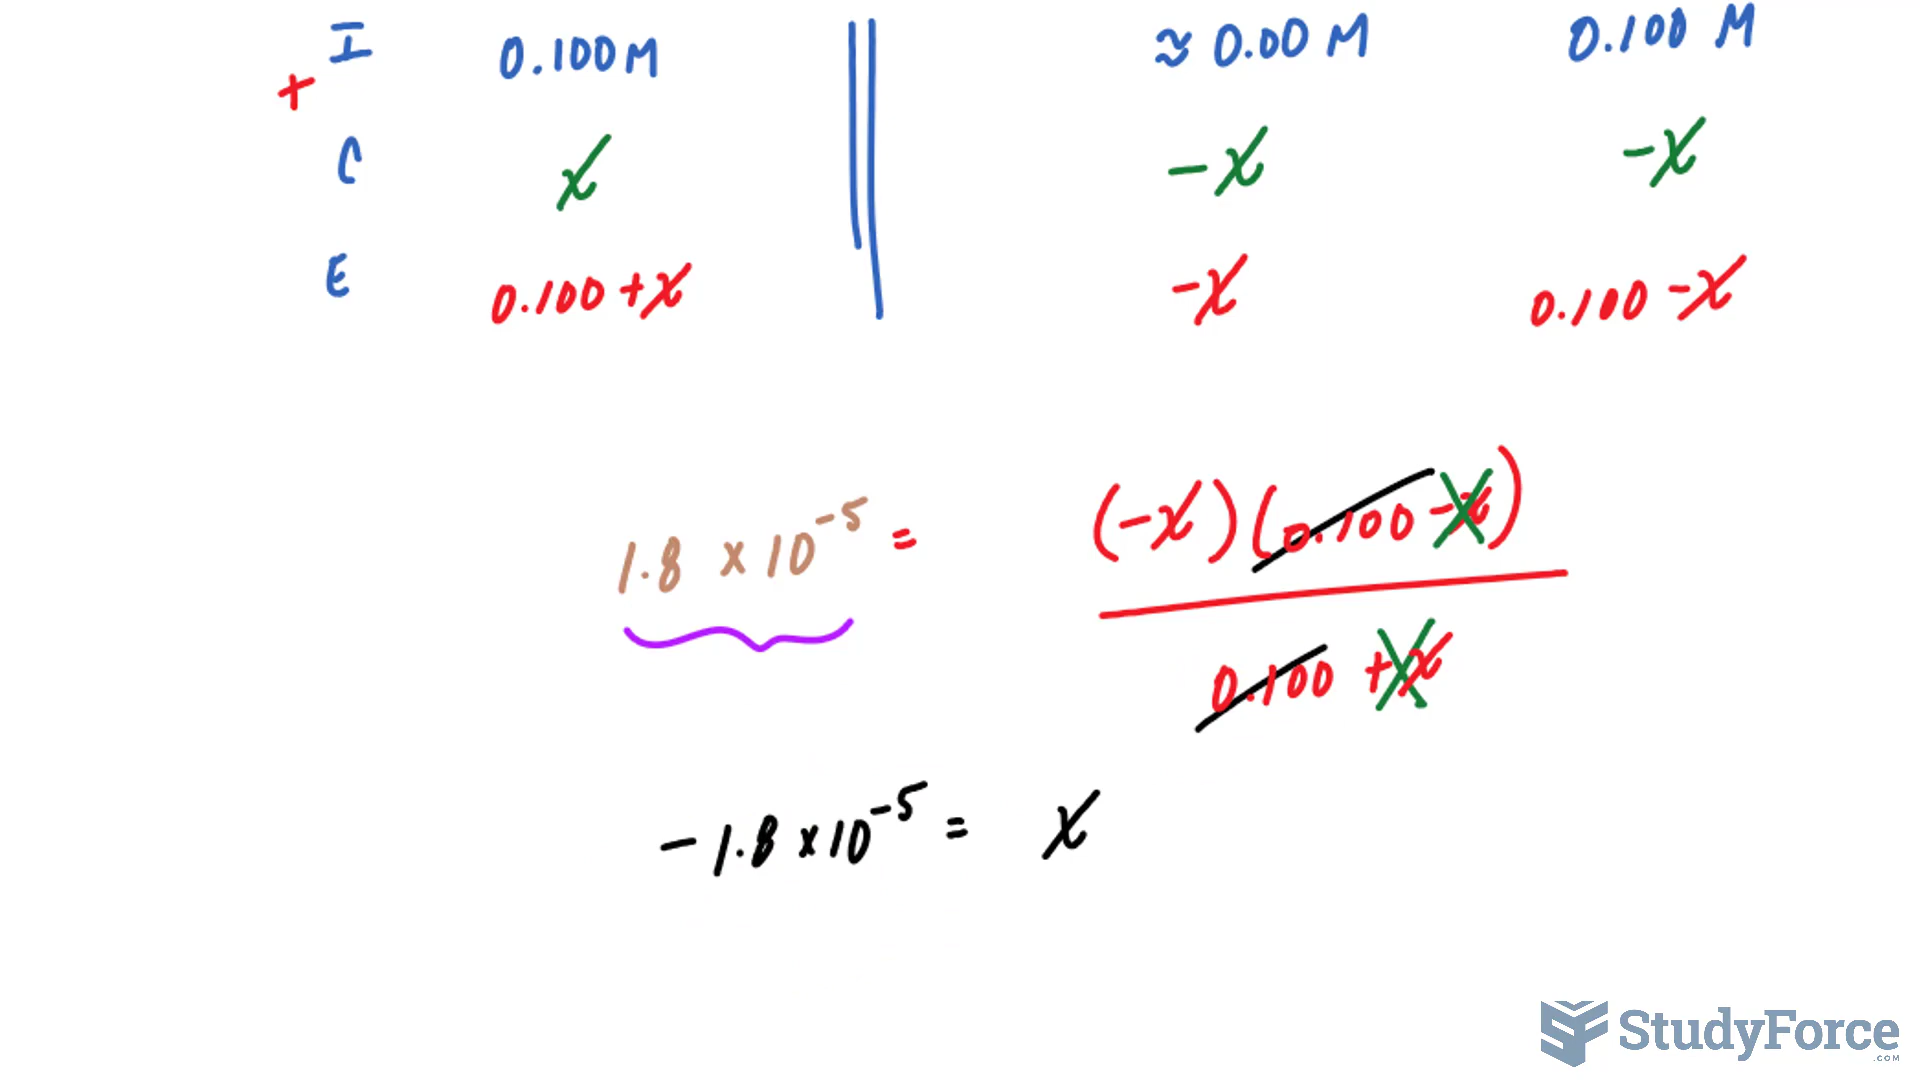 I 0.100 M ≈ 0.00 M 0.100 M
+
C x -x -x
E 0.100 + x -x 0.100 - x
1.8 x 10⁻⁵ = (-x)(0.100 - x)
0.100 + x
-1.8 x 10⁻⁵ = x
StudyForce
.COM